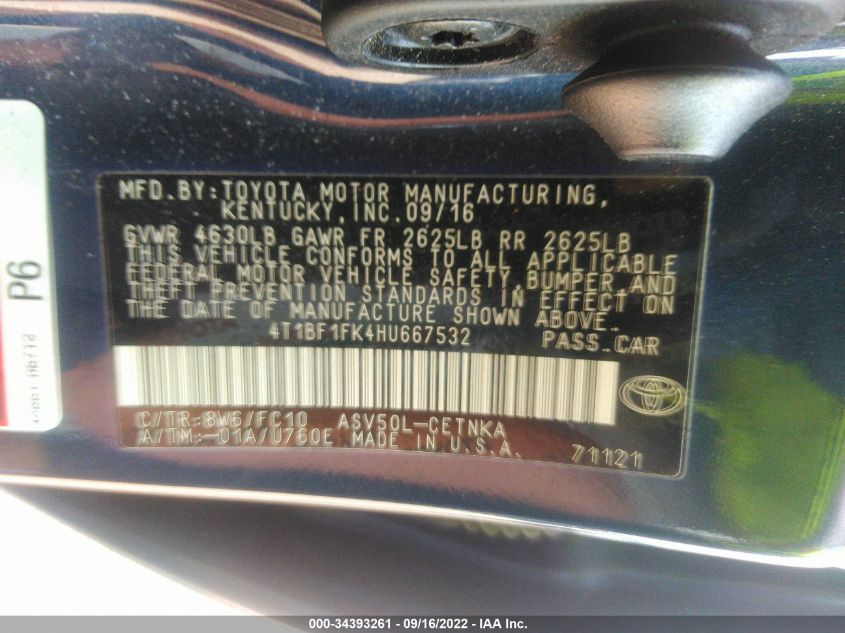 MFD.BY:TOYOTA MOTOR MANUFACTURING,
KENTUCKY,INC.09/16
GVWR 4630LB GAWR FR 2625LB RR 2625LB
THIS VEHICLE CONFORMS TO ALL APPLICABLE
FEDERAL MOTOR VEHICLE SAFETY,BUMPER,AND
THEFT PREVENTION STANDARDS IN EFFECT ON
THE DATE OF MANUFACTURE SHOWN ABOVE.
4T1BF1FK4HU667532 PASS.CAR
C/TR:8W6/FC10 ASV50L-CETNKA
A/TM:-01A/U760E MADE IN U.S.A. 71121
P6
000-34393261 - 09/16/2022 - IAA Inc.